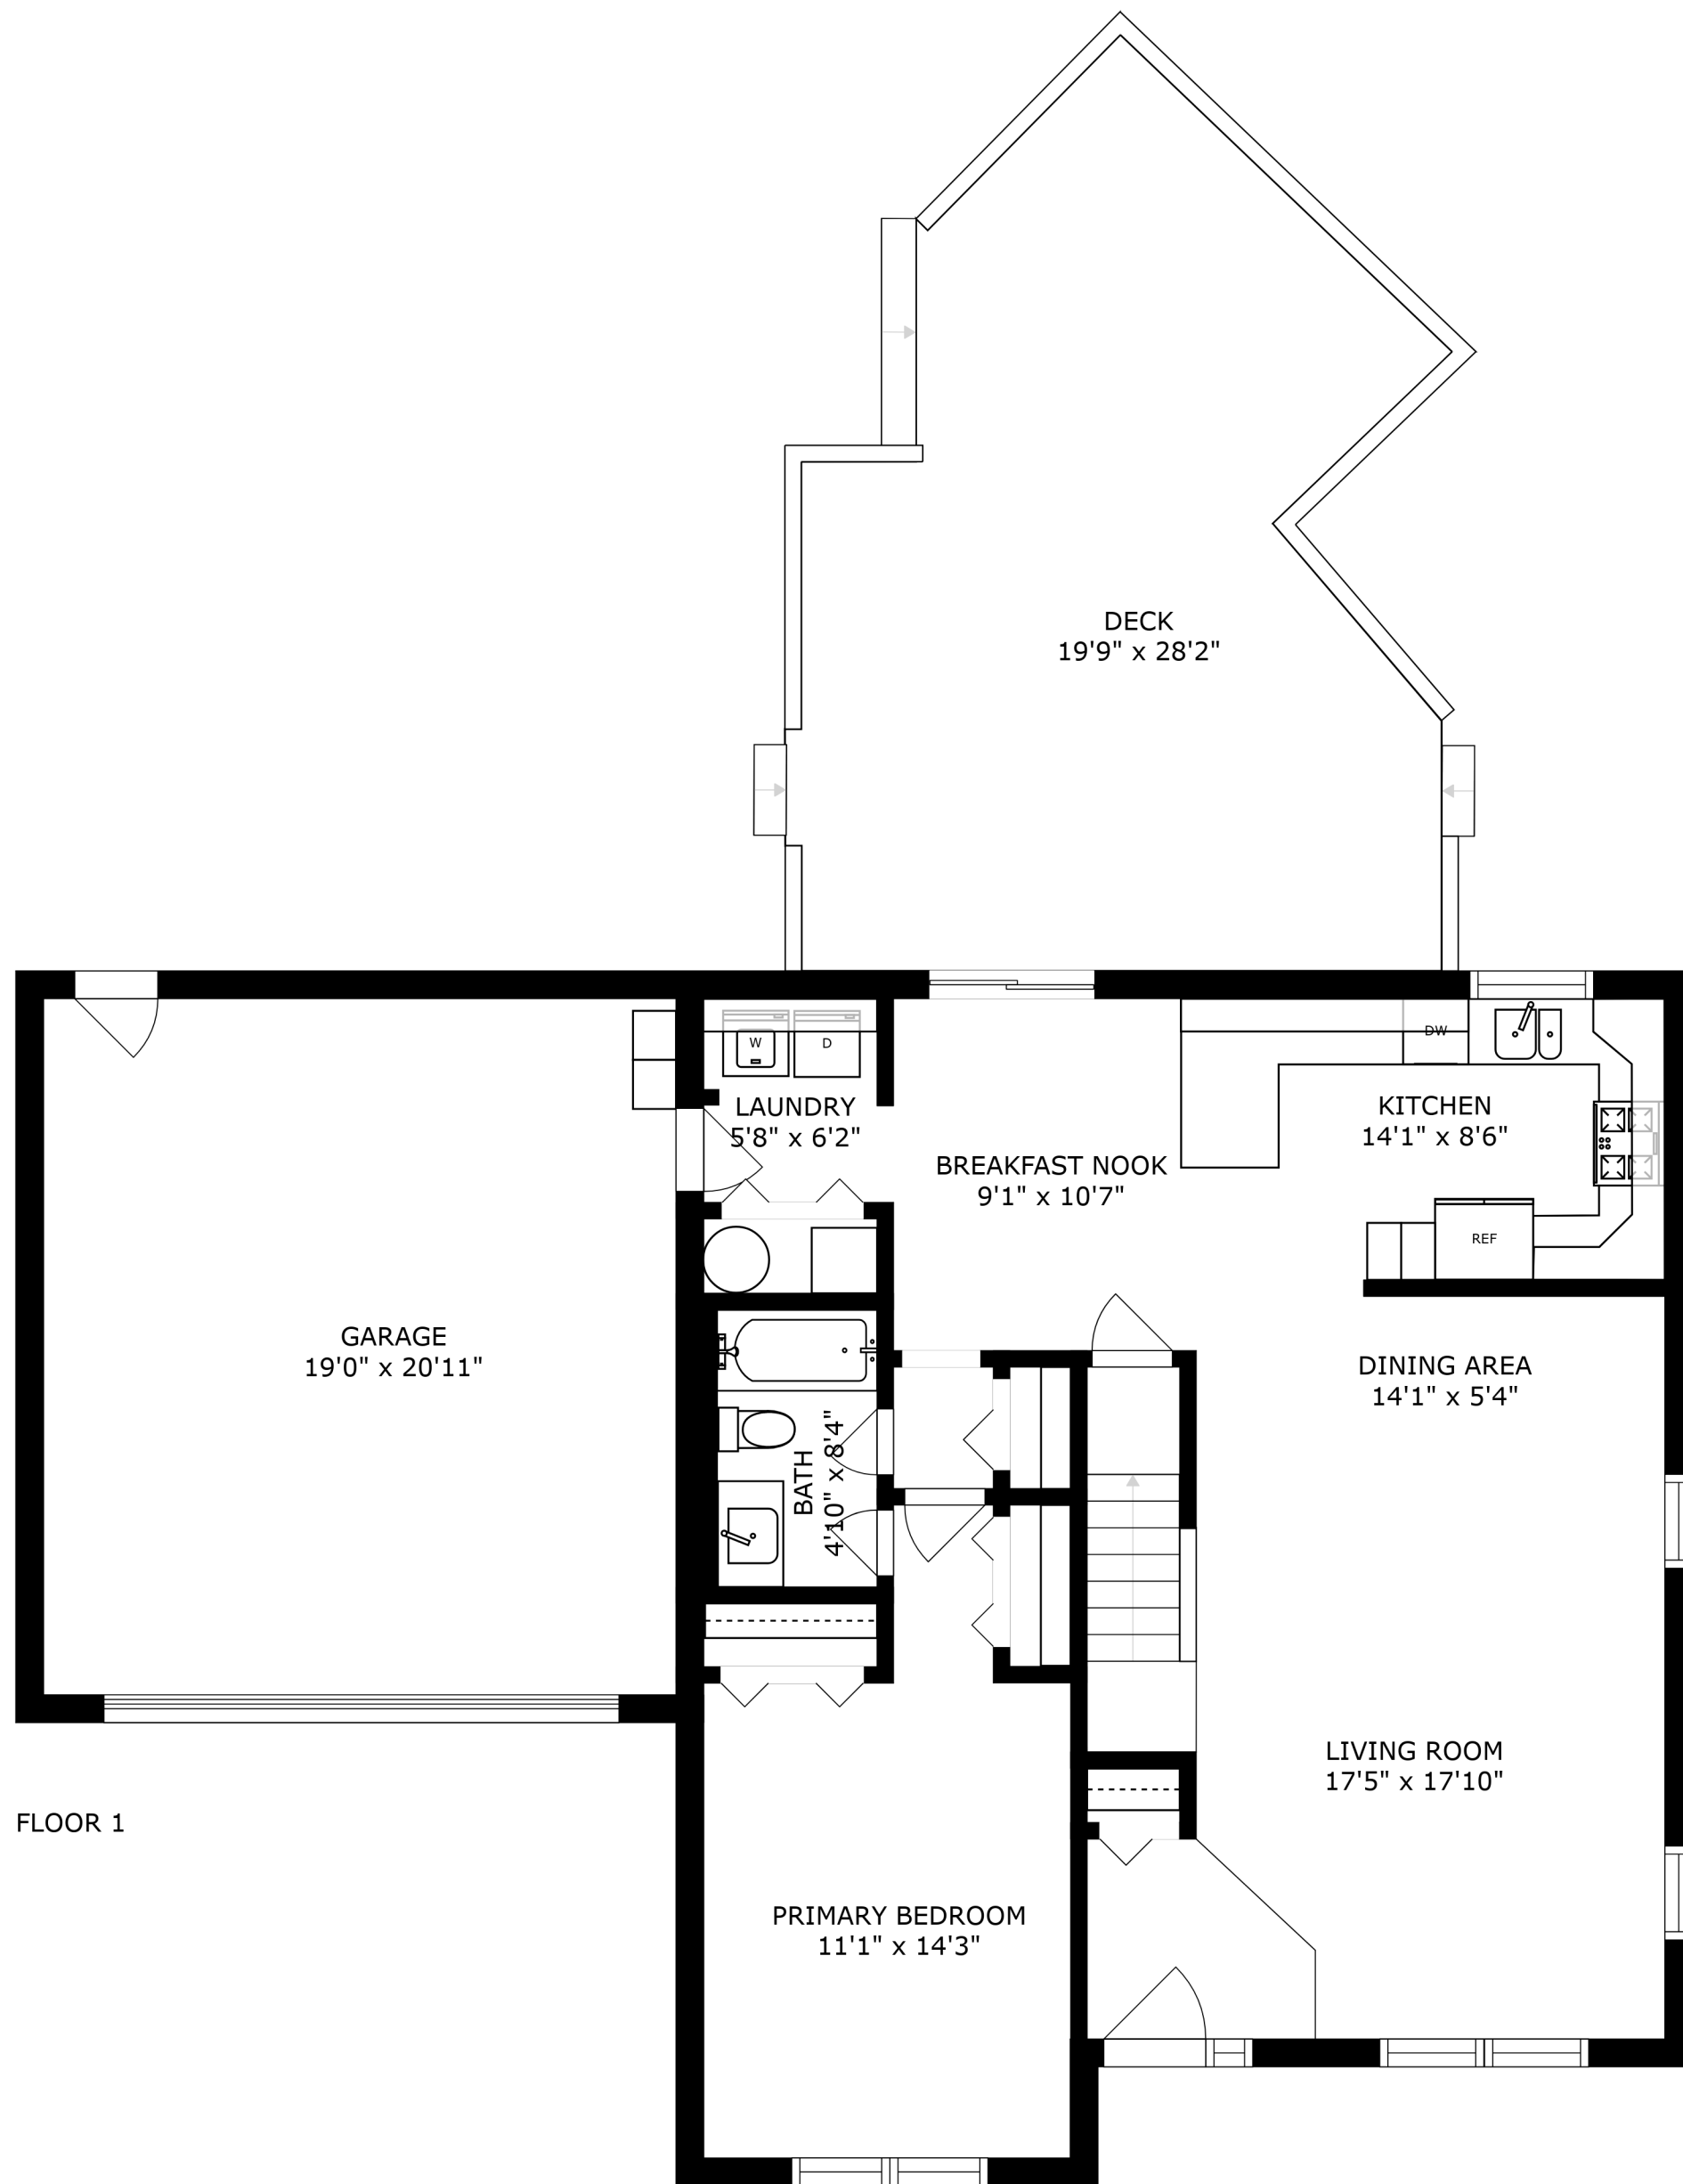 DECK
19'9" x 28'2"
W
D
DW
LAUNDRY
5'8" x 6'2"
KITCHEN
14'1" x 8'6"
BREAKFAST NOOK
9'1" x 10'7"
REF
GARAGE
19'0" x 20'11"
DINING AREA
14'1" x 5'4"
BATH
4'10" x 8'4"
LIVING ROOM
17'5" x 17'10"
FLOOR 1
PRIMARY BEDROOM
11'1" x 14'3"